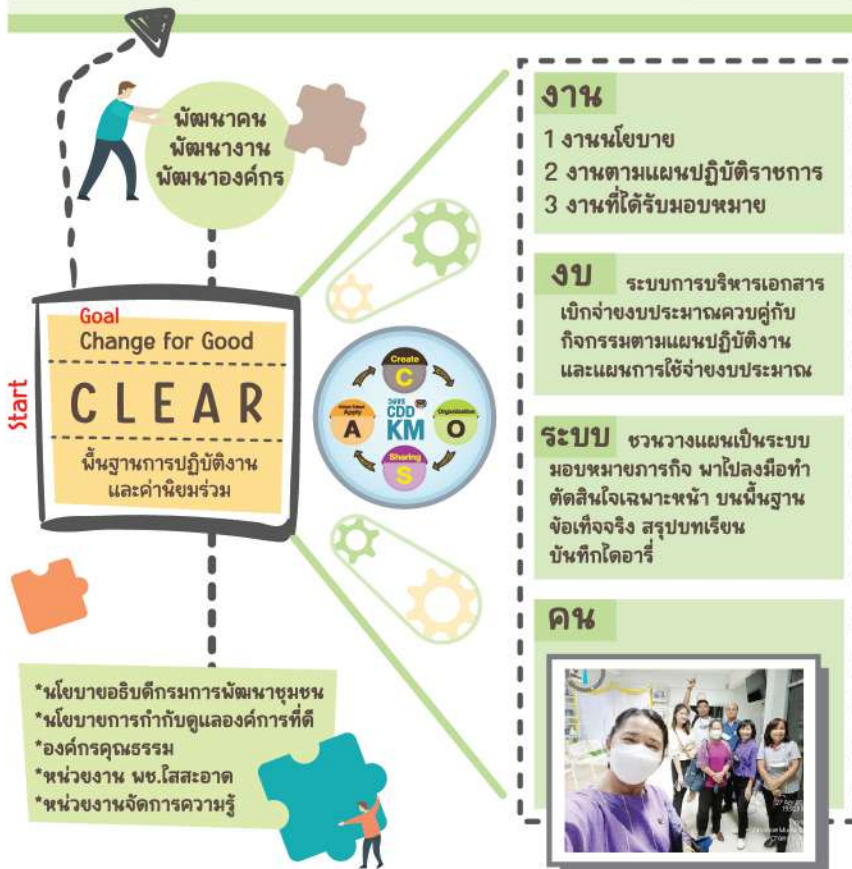 พัฒนาคน
พัฒนางาน
พัฒนาองค์กร
Start
Goal
Change for Good
CLEAR
พื้นฐานการปฏิบัติงาน
และค่านิยมร่วม
Create
C
Organization
O
Sharing
S
Apply
A
วงจร
CDD
KM
*นโยบายอธิบดีกรมการพัฒนาชุมชน
*นโยบายการกำกับดูแลองค์การที่ดี
*องค์กรคุณธรรม
*หน่วยงาน พช.ใสสะอาด
*หน่วยงานจัดการความรู้
งาน
1 งานนโยบาย
2 งานตามแผนปฏิบัติราชการ
3 งานที่ได้รับมอบหมาย
งบ ระบบการบริหารเอกสาร
เบิกจ่ายงบประมาณควบคู่กับ
กิจกรรมตามแผนปฏิบัติงาน
และแผนการใช้จ่ายงบประมาณ
ระบบ ชวนวางแผนเป็นระบบ
มอบหมายภารกิจ พาไปลงมือทำ
ตัดสินใจเฉพาะหน้า บนพื้นฐาน
ข้อเท็จจริง สรุปบทเรียน
บันทึกไดอารี่
คน